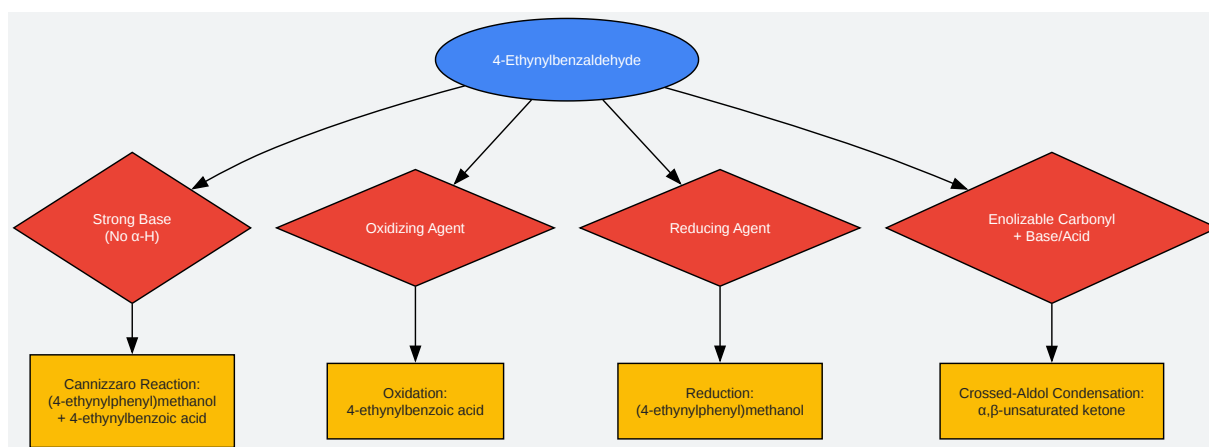 4-Ethynylbenzaldehyde
Strong Base
(No α-H)
Oxidizing Agent
Reducing Agent
Enolizable Carbonyl
+ Base/Acid
Cannizzaro Reaction:
(4-ethynylphenyl)methanol
+ 4-ethynylbenzoic acid
Oxidation:
4-ethynylbenzoic acid
Reduction:
(4-ethynylphenyl)methanol
Crossed-Aldol Condensation:
α,β-unsaturated ketone